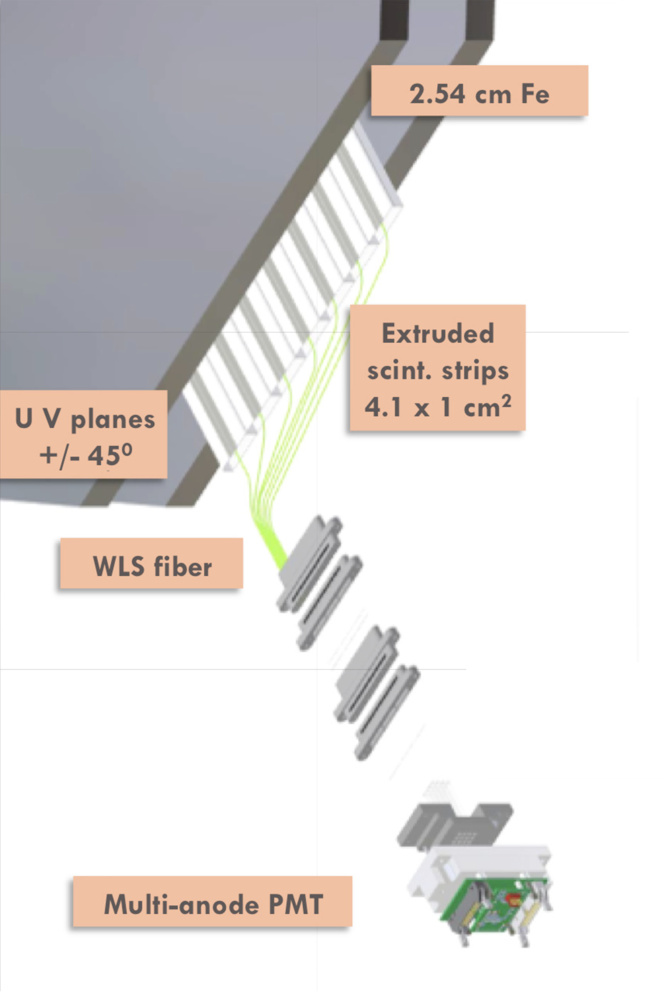 2.54 cm Fe
Extruded
scint. strips
4.1 x 1 cm²
U V planes
+/- 45⁰
WLS fiber
Multi-anode PMT